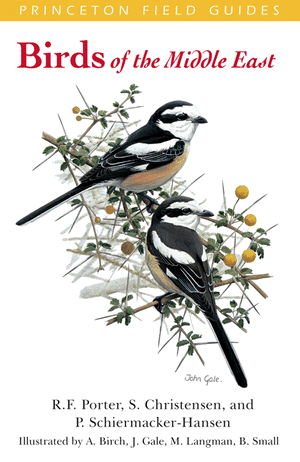 PRINCETON FIELD GUIDES
Birds of the Middle East
John Gale.
R.F. Porter, S. Christensen, and
P. Schiermacker-Hansen
Illustrated by A. Birch, J. Gale, M. Langman, B. Small